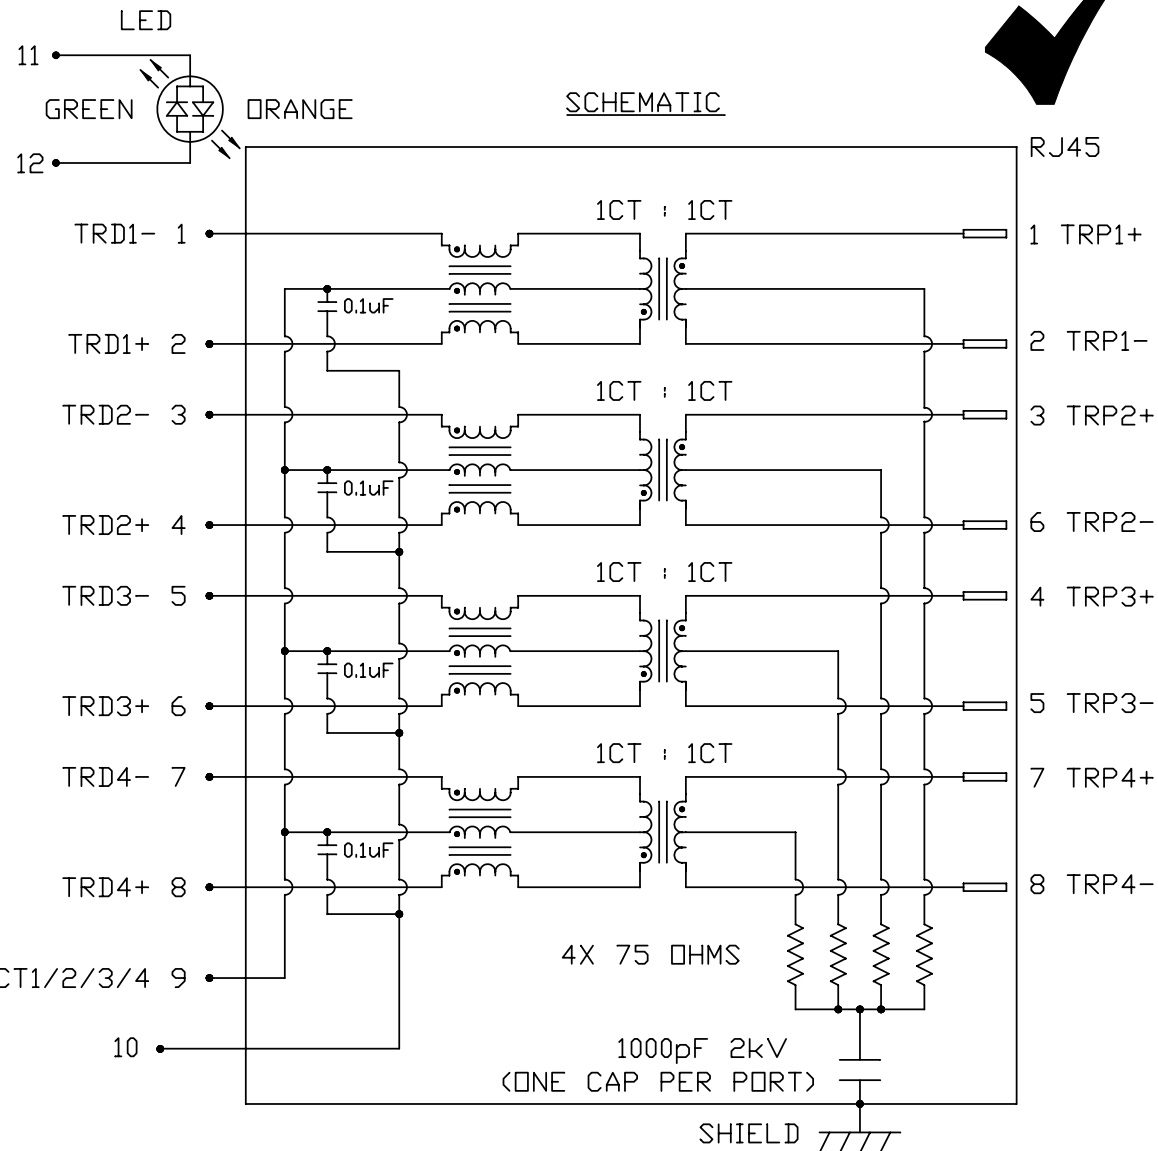 LED
11
GREEN ORANGE
SCHEMATIC
12
RJ45
1CT : 1CT
TRD1- 1
1 TRP1+
0.1uF
TRD1+ 2
2 TRP1-
1CT : 1CT
TRD2- 3
3 TRP2+
0.1uF
TRD2+ 4
6 TRP2-
1CT : 1CT
TRD3- 5
4 TRP3+
0.1uF
TRD3+ 6
5 TRP3-
1CT : 1CT
TRD4- 7
7 TRP4+
0.1uF
TRD4+ 8
8 TRP4-
4X 75 OHMS
CT1/2/3/4 9
10
1000pF 2kV
(ONE CAP PER PORT)
SHIELD